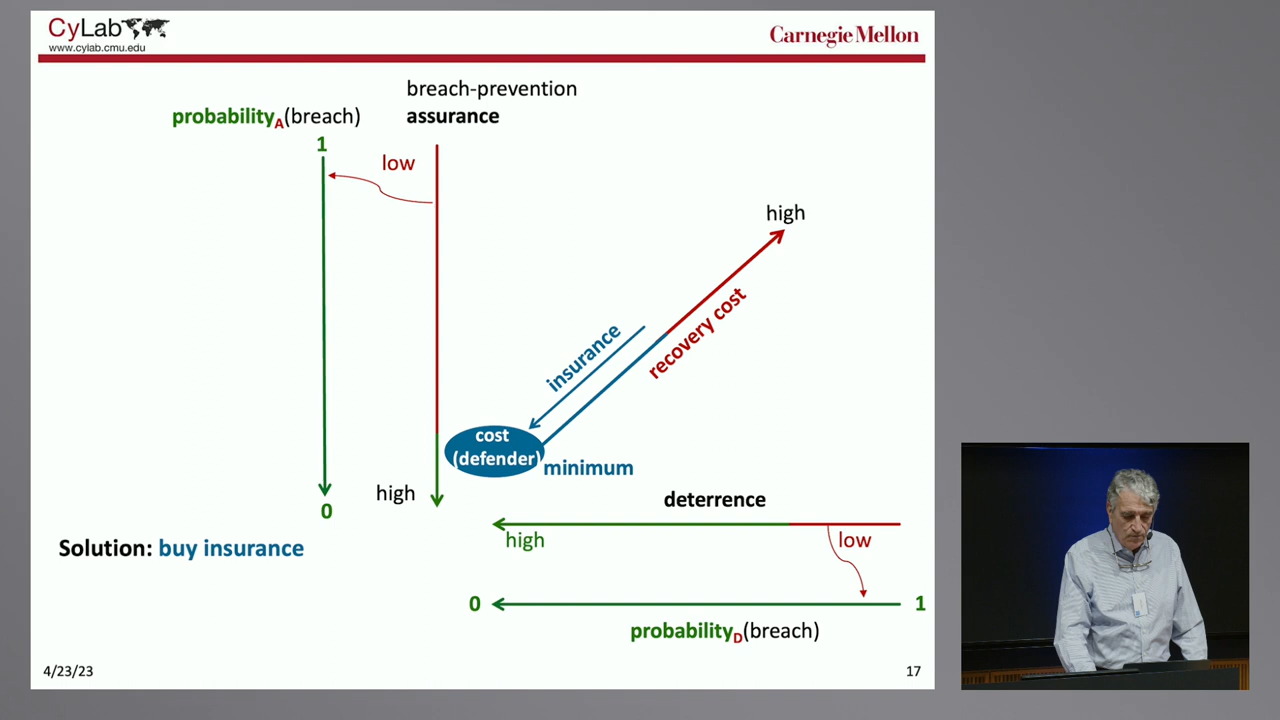 CyLab
www.cylab.cmu.edu
Carnegie Mellon
breach-prevention
probabilityA(breach)
assurance
1
low
high
insurance
recovery cost
cost
(defender)
minimum
high
0
deterrence
high
low
Solution: buy insurance
0
1
probabilityD(breach)
4/23/23
17